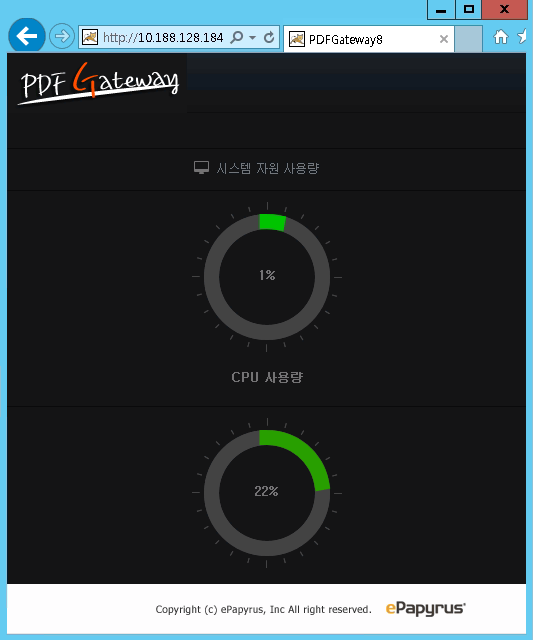 http://10.188.128.184
PDFGateway8
PDF Gateway
시스템 자원 사용량
1%
CPU 사용량
22%
Copyright (c) ePapyrus, Inc All right reserved.
ePapyrus